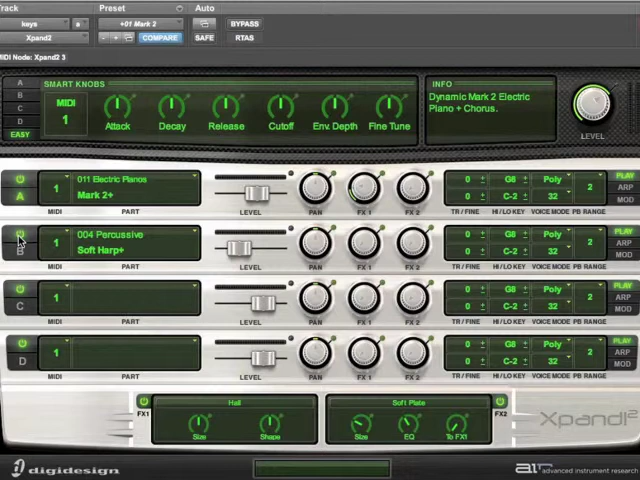 Track Preset Auto
keys a +01 Mark 2 BYPASS
Xpand2 - + COMPARE SAFE RTAS
MIDI Node: Xpand2 3
A
B
C
D
EASY
SMART KNOBS
MIDI
1
Attack Decay Release Cutoff Env. Depth Fine Tune
INFO
Dynamic Mark 2 Electric
Piano + Chorus.
LEVEL
A 1 011 Electric Pianos
Mark 2+
0 G8 Poly 2 PLAY
0 C-2 32 ARP
MOD
MIDI PART LEVEL PAN FX 1 FX 2 TR / FINE HI / LO KEY VOICE MODE PB RANGE
B 1 004 Percussive
Soft Harp+
0 G8 Poly 2 PLAY
0 C-2 32 ARP
MOD
MIDI PART LEVEL PAN FX 1 FX 2 TR / FINE HI / LO KEY VOICE MODE PB RANGE
C 1
0 G8 Poly 2 PLAY
0 C-2 32 ARP
MOD
MIDI PART LEVEL PAN FX 1 FX 2 TR / FINE HI / LO KEY VOICE MODE PB RANGE
D 1
0 G8 Poly 2 PLAY
0 C-2 32 ARP
MOD
MIDI PART LEVEL PAN FX 1 FX 2 TR / FINE HI / LO KEY VOICE MODE PB RANGE
FX1 Hall Soft Plate FX2
Size Shape Size EQ To FX1
Xpand!2
digidesign
air advanced instrument research